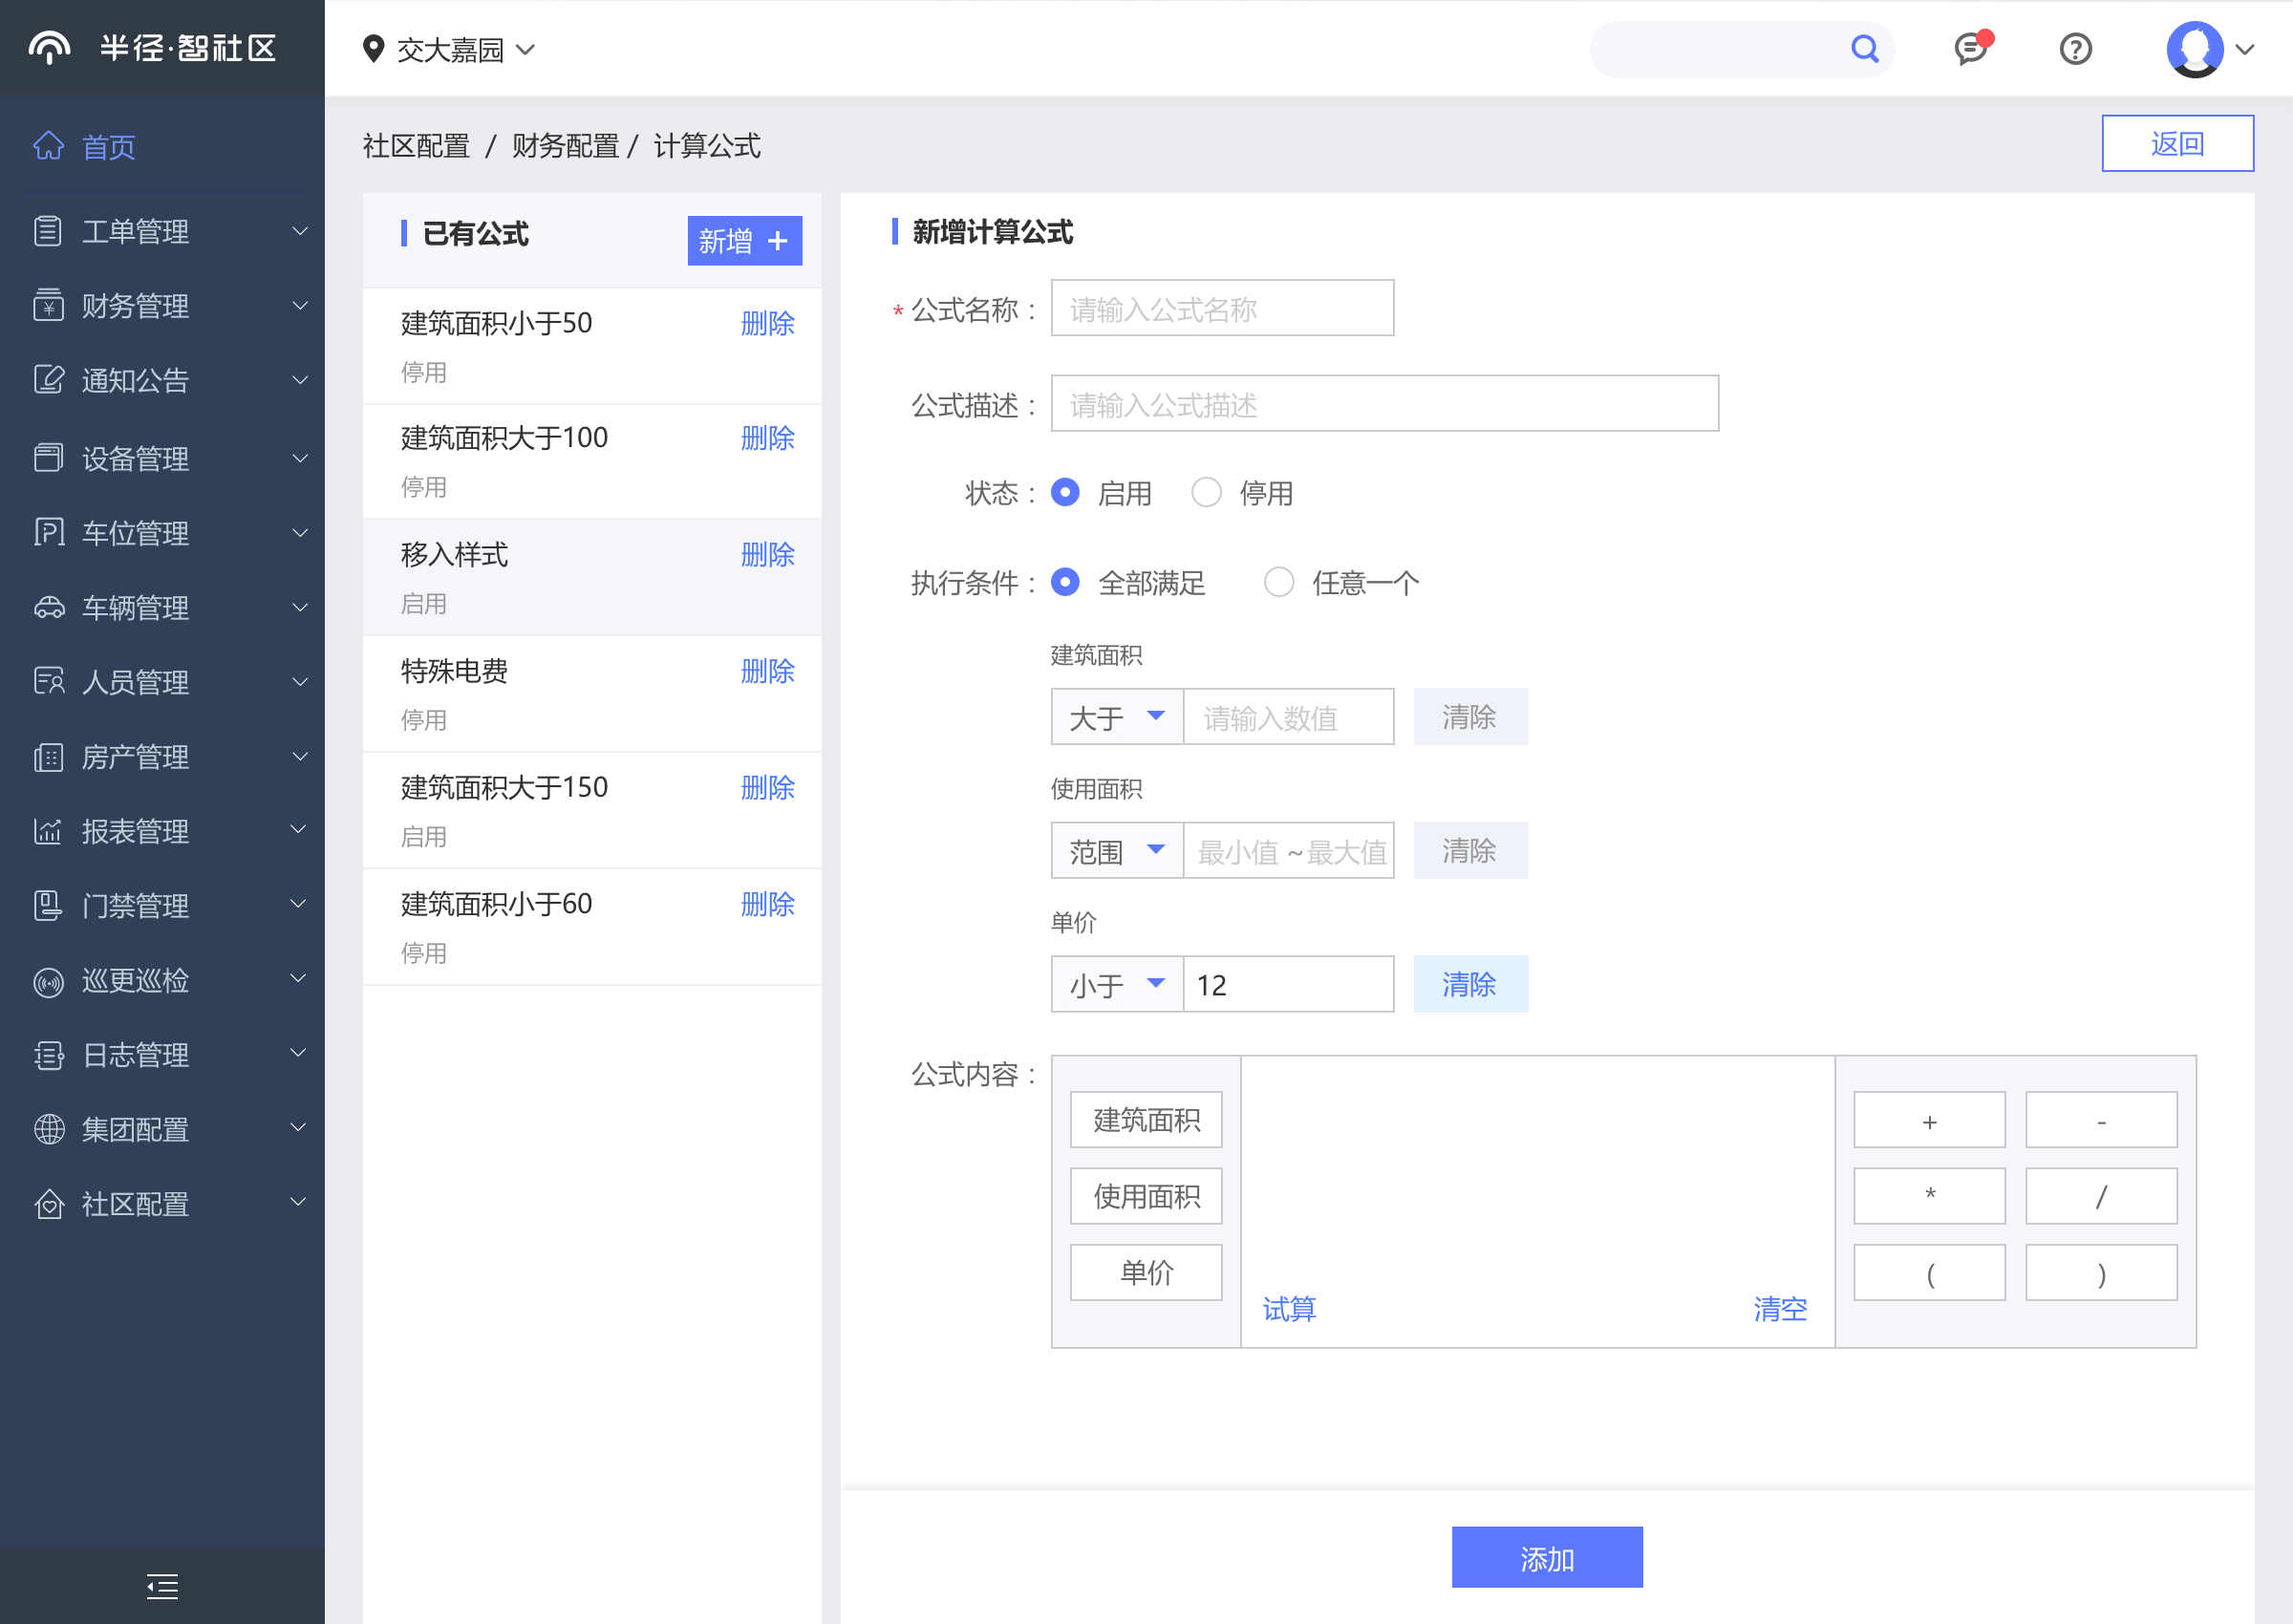 半径·智社区
交大嘉园
首页
工单管理
财务管理
通知公告
设备管理
车位管理
车辆管理
人员管理
房产管理
报表管理
门禁管理
巡更巡检
日志管理
集团配置
社区配置
社区配置 / 财务配置 / 计算公式
返回
已有公式
新增 +
建筑面积小于50 删除
停用
建筑面积大于100 删除
停用
移入样式 删除
启用
特殊电费 删除
停用
建筑面积大于150 删除
启用
建筑面积小于60 删除
停用
新增计算公式
* 公式名称： 请输入公式名称
公式描述： 请输入公式描述
状态： 启用 停用
执行条件： 全部满足 任意一个
建筑面积
大于 请输入数值 清除
使用面积
范围 最小值 ~ 最大值 清除
单价
小于 12 清除
公式内容：
建筑面积
使用面积
单价
试算 清空
+ -
* /
( )
添加